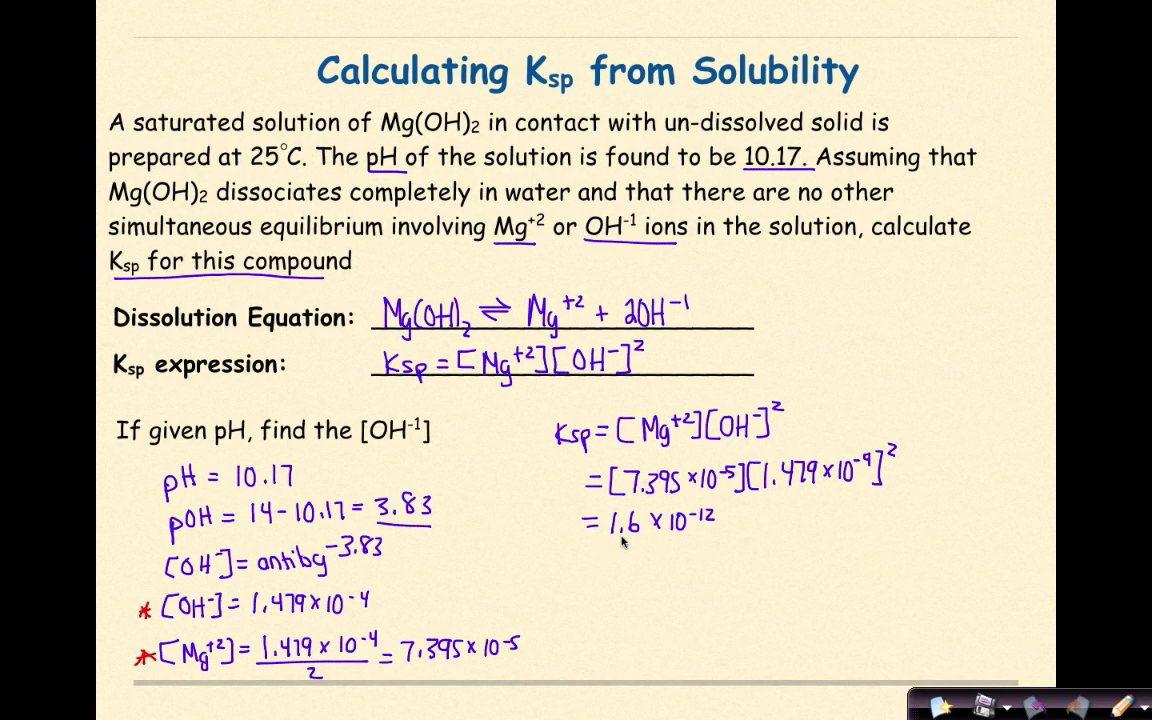 Calculating Ksp from Solubility
A saturated solution of Mg(OH)2 in contact with un-dissolved solid is
prepared at 25°C. The pH of the solution is found to be 10.17. Assuming that
Mg(OH)2 dissociates completely in water and that there are no other
simultaneous equilibrium involving Mg+2 or OH-1 ions in the solution, calculate
Ksp for this compound
Dissolution Equation: Mg(OH)2 ⇌ Mg+2 + 2OH-1
Ksp expression: Ksp = [Mg+2][OH-]2
If given pH, find the [OH-1]
pH = 10.17
pOH = 14 - 10.17 = 3.83
[OH-] = antilog-3.83
* [OH-] = 1.479 × 10-4
* [Mg+2] = 1.479 × 10-4 / 2 = 7.395 × 10-5
Ksp = [Mg+2][OH-]2
= [7.395 × 10-5][1.479 × 10-9]2
= 1.6 × 10-12